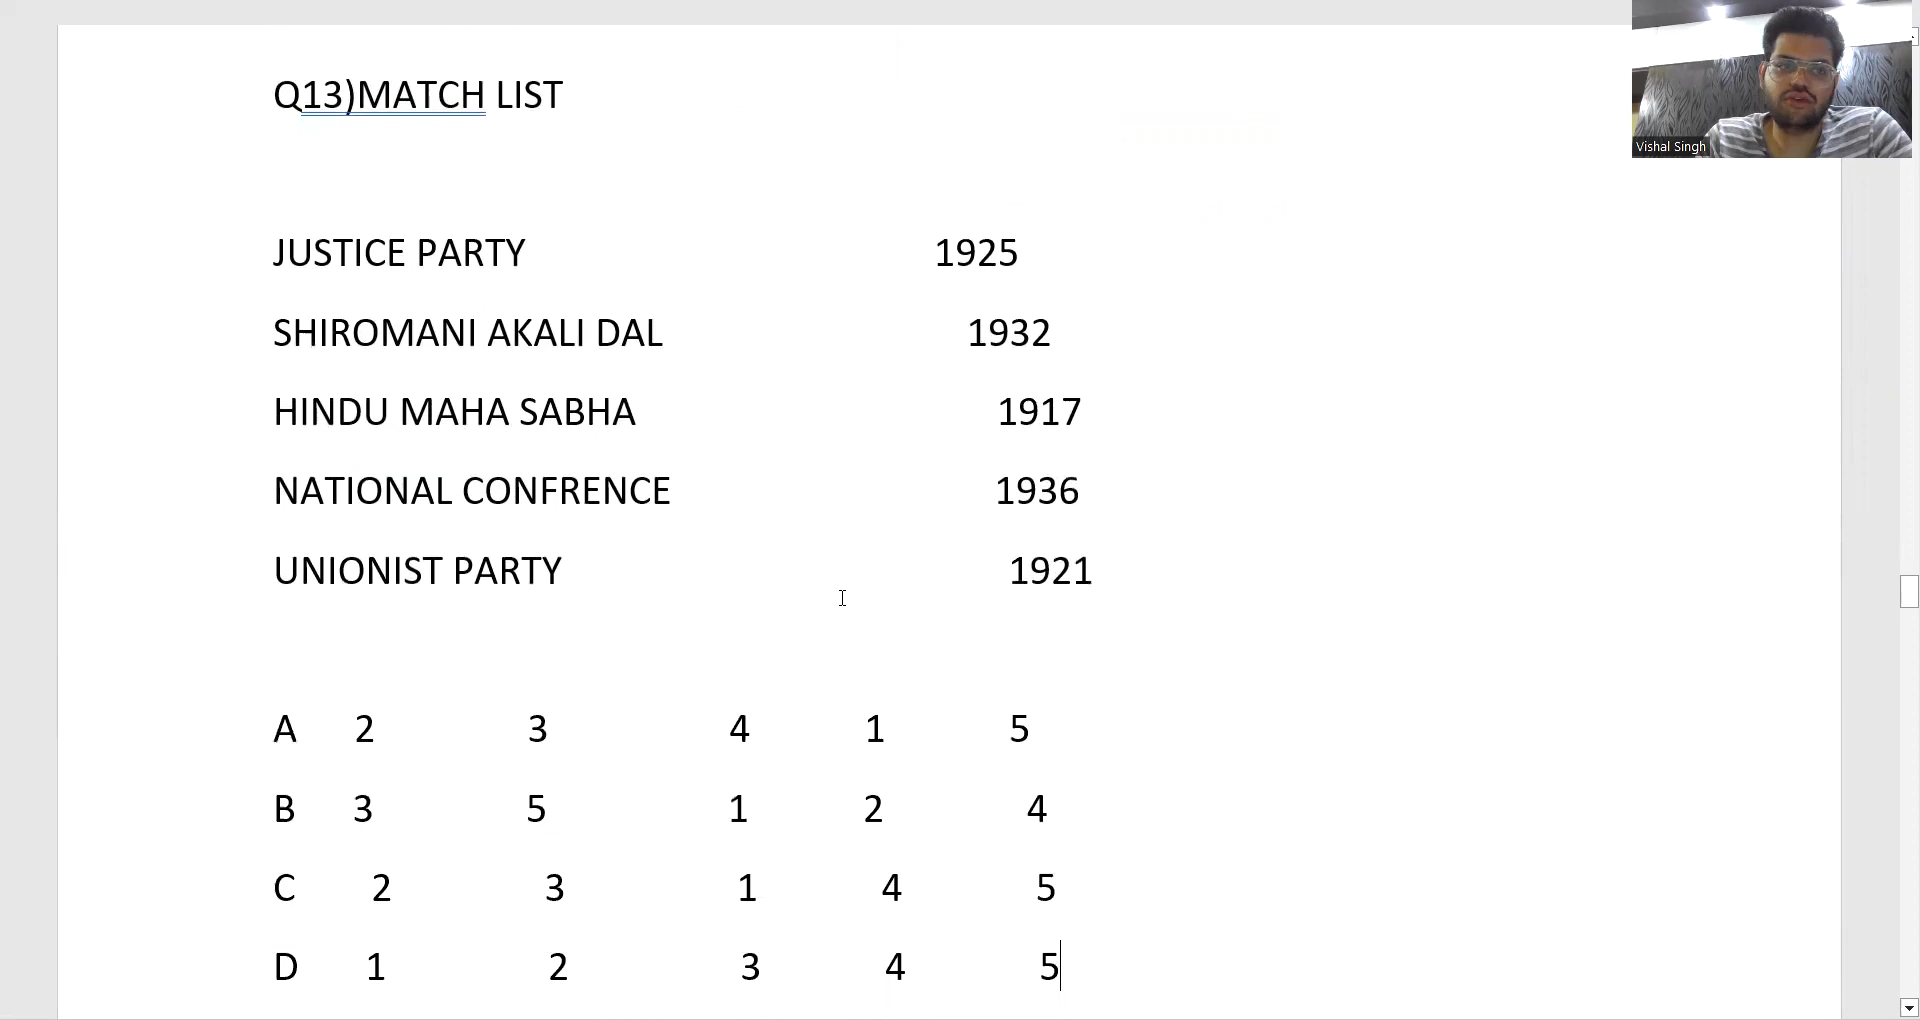 Q13)MATCH LIST
Vishal Singh
JUSTICE PARTY 1925
SHIROMANI AKALI DAL 1932
HINDU MAHA SABHA 1917
NATIONAL CONFRENCE 1936
UNIONIST PARTY 1921
A 2 3 4 1 5
B 3 5 1 2 4
C 2 3 1 4 5
D 1 2 3 4 5